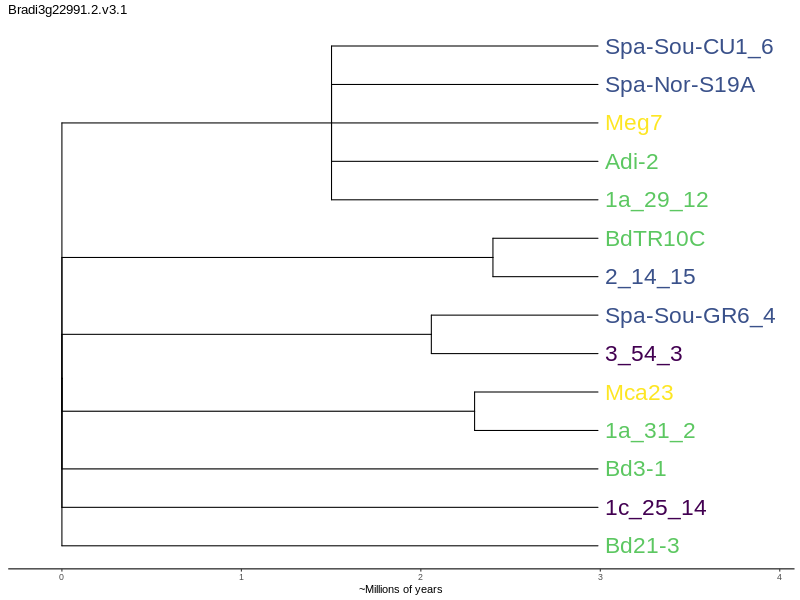 Bradi3g22991.2.v3.1
Spa-Sou-CU1_6
Spa-Nor-S19A
Meg7
Adi-2
1a_29_12
BdTR10C
2_14_15
Spa-Sou-GR6_4
3_54_3
Mca23
1a_31_2
Bd3-1
1c_25_14
Bd21-3
0 1 2 3 4
~Millions of years